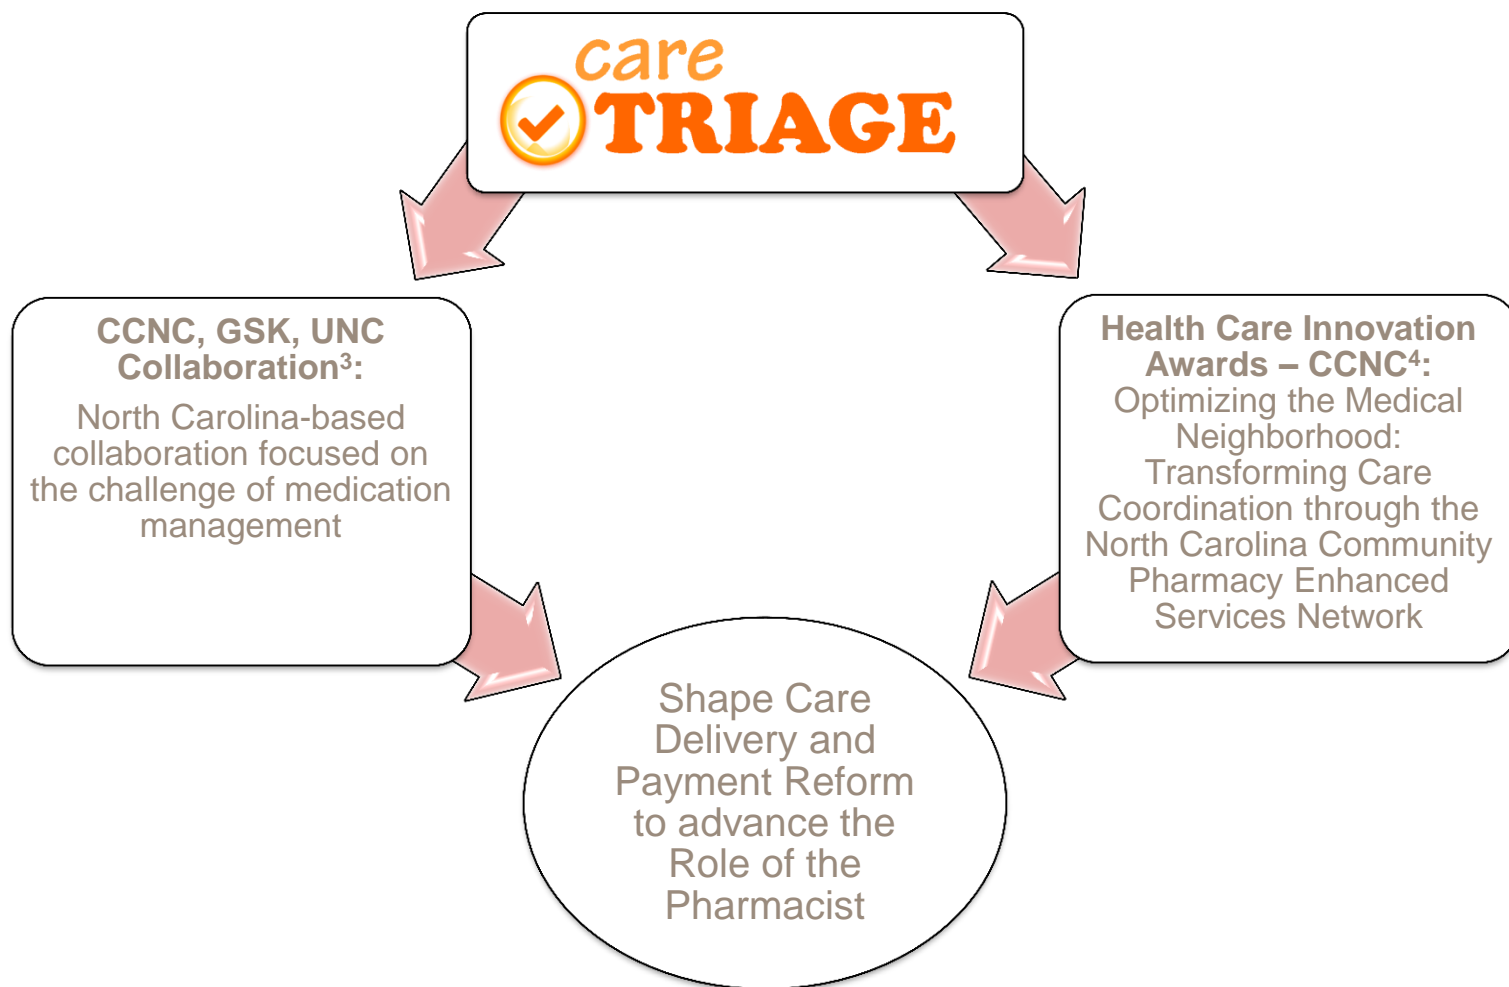 care
TRIAGE
CCNC, GSK, UNC
Collaboration³:
North Carolina-based
collaboration focused on
the challenge of medication
management
Health Care Innovation
Awards – CCNC⁴:
Optimizing the Medical
Neighborhood:
Transforming Care
Coordination through the
North Carolina Community
Pharmacy Enhanced
Services Network
Shape Care
Delivery and
Payment Reform
to advance the
Role of the
Pharmacist